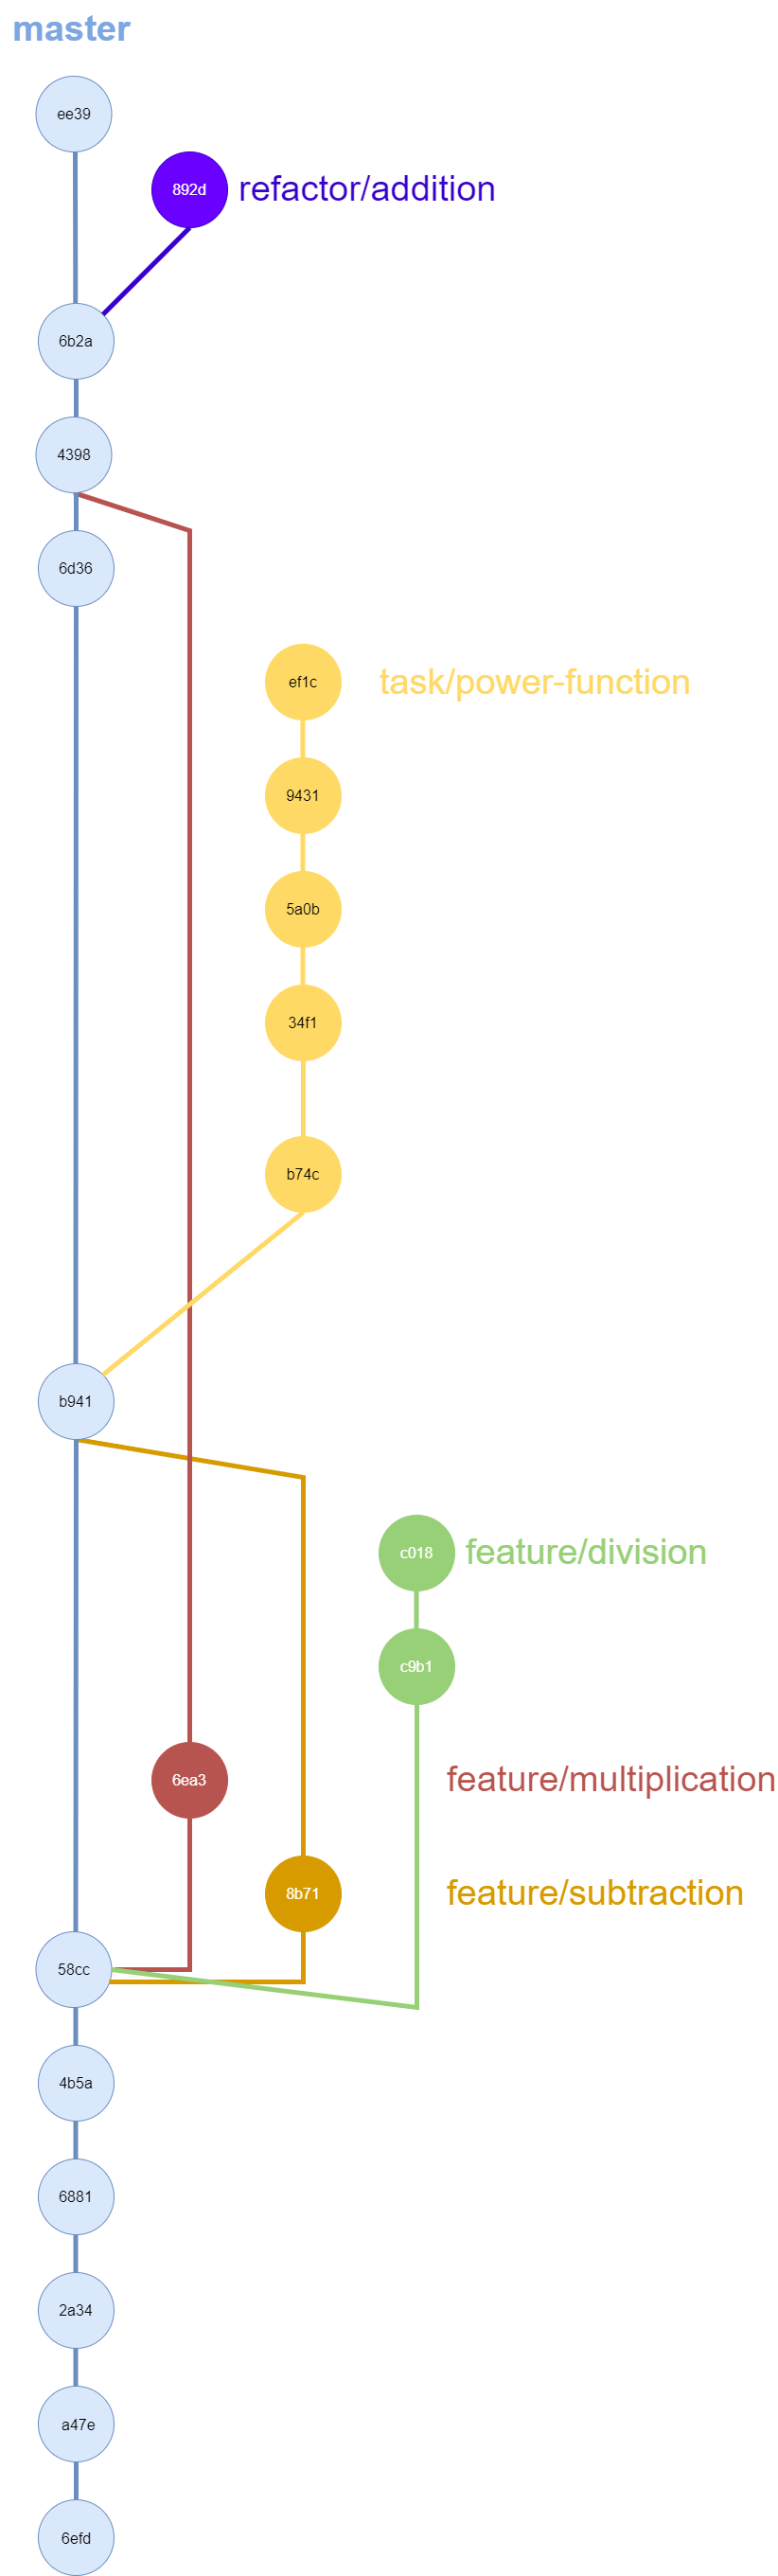 master
ee39
892d refactor/addition
6b2a
4398
6d36
ef1c task/power-function
9431
5a0b
34f1
b74c
b941
c018 feature/division
c9b1
6ea3 feature/multiplication
8b71 feature/subtraction
58cc
4b5a
6881
2a34
a47e
6efd